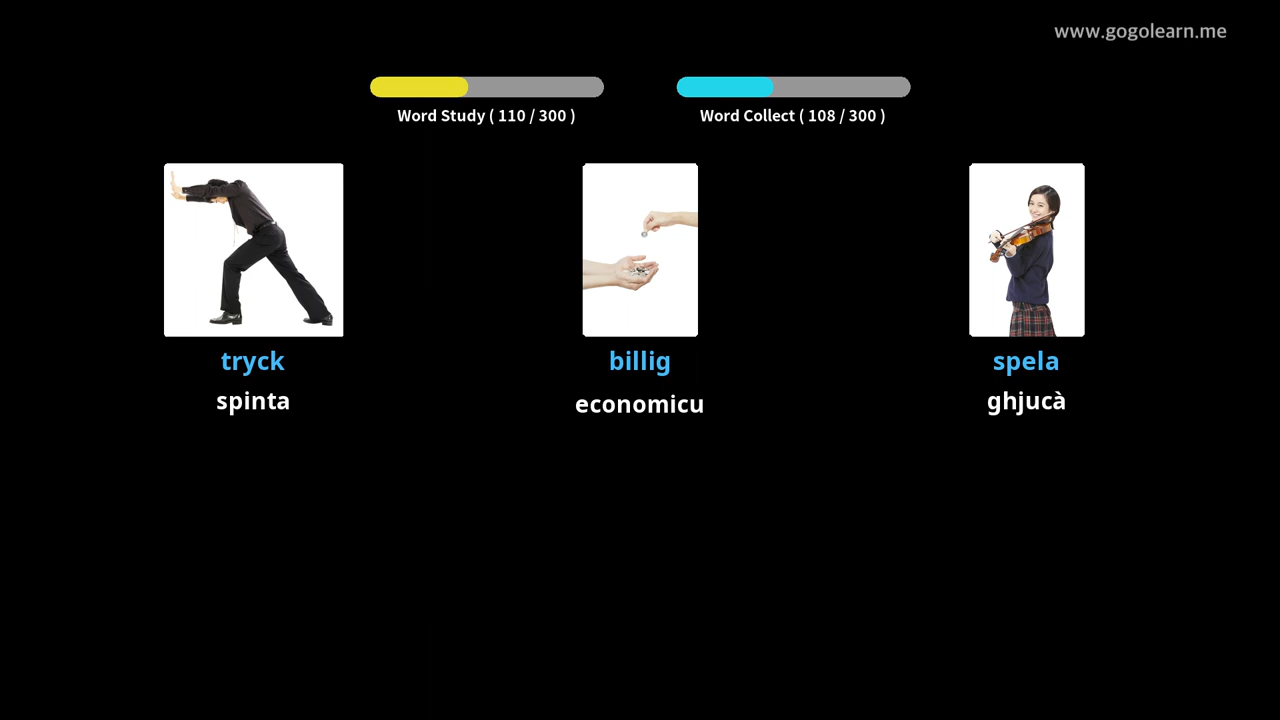 www.gogolearn.me
Word Study ( 110 / 300 )
Word Collect ( 108 / 300 )
tryck
spinta
billig
economicu
spela
ghjucà